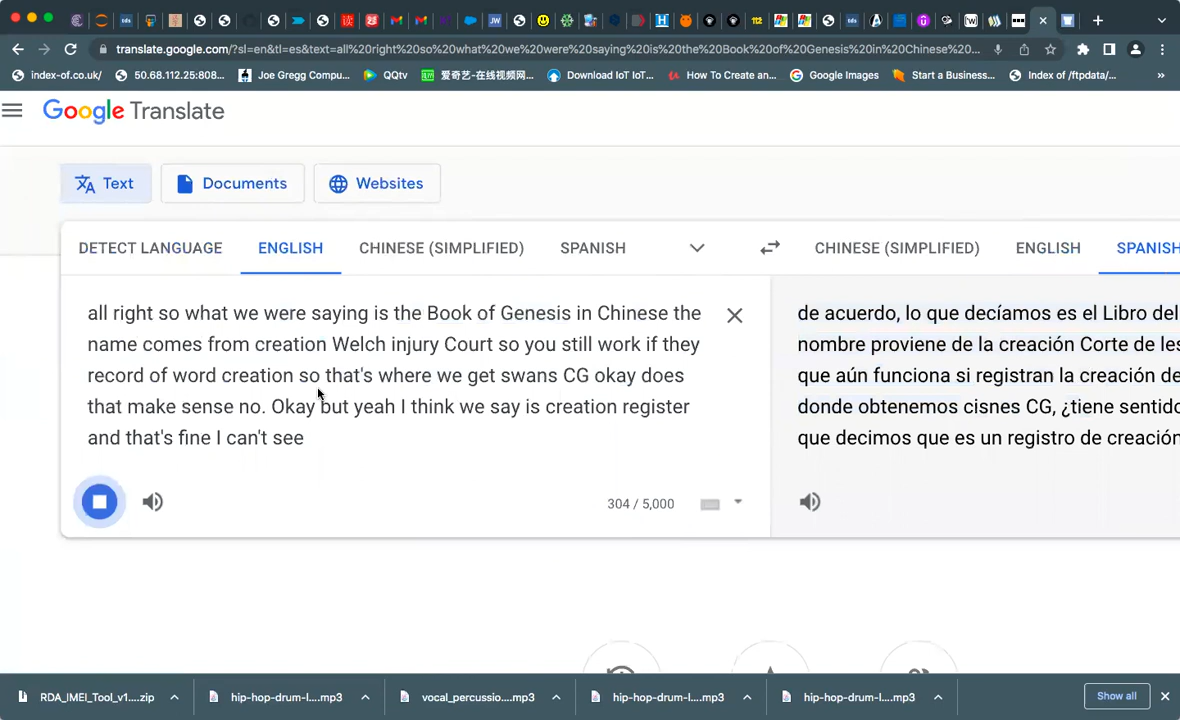 translate.google.com/?sl=en&tl=es&text=all%20right%20so%20what%20we%20were%20saying%20is%20the%20Book%20of%20Genesis%20in%20Chinese%20...
index-of.co.uk/ 50.68.112.25:808... Joe Gregg Compu... QQtv 爱奇艺-在线视频网... Download IoT IoT... How To Create an... Google Images Start a Business... Index of /ftpdata/... »
Google Translate
Text Documents Websites
DETECT LANGUAGE ENGLISH CHINESE (SIMPLIFIED) SPANISH CHINESE (SIMPLIFIED) ENGLISH SPANISH
all right so what we were saying is the Book of Genesis in Chinese the
name comes from creation Welch injury Court so you still work if they
record of word creation so that's where we get swans CG okay does
that make sense no. Okay but yeah I think we say is creation register
and that's fine I can't see
304 / 5,000
de acuerdo, lo que decíamos es el Libro del
nombre proviene de la creación Corte de les
que aún funciona si registran la creación de
donde obtenemos cisnes CG, ¿tiene sentido
que decimos que es un registro de creación
RDA_IMEI_Tool_v1....zip hip-hop-drum-l....mp3 vocal_percussio....mp3 hip-hop-drum-l....mp3 hip-hop-drum-l....mp3 Show all